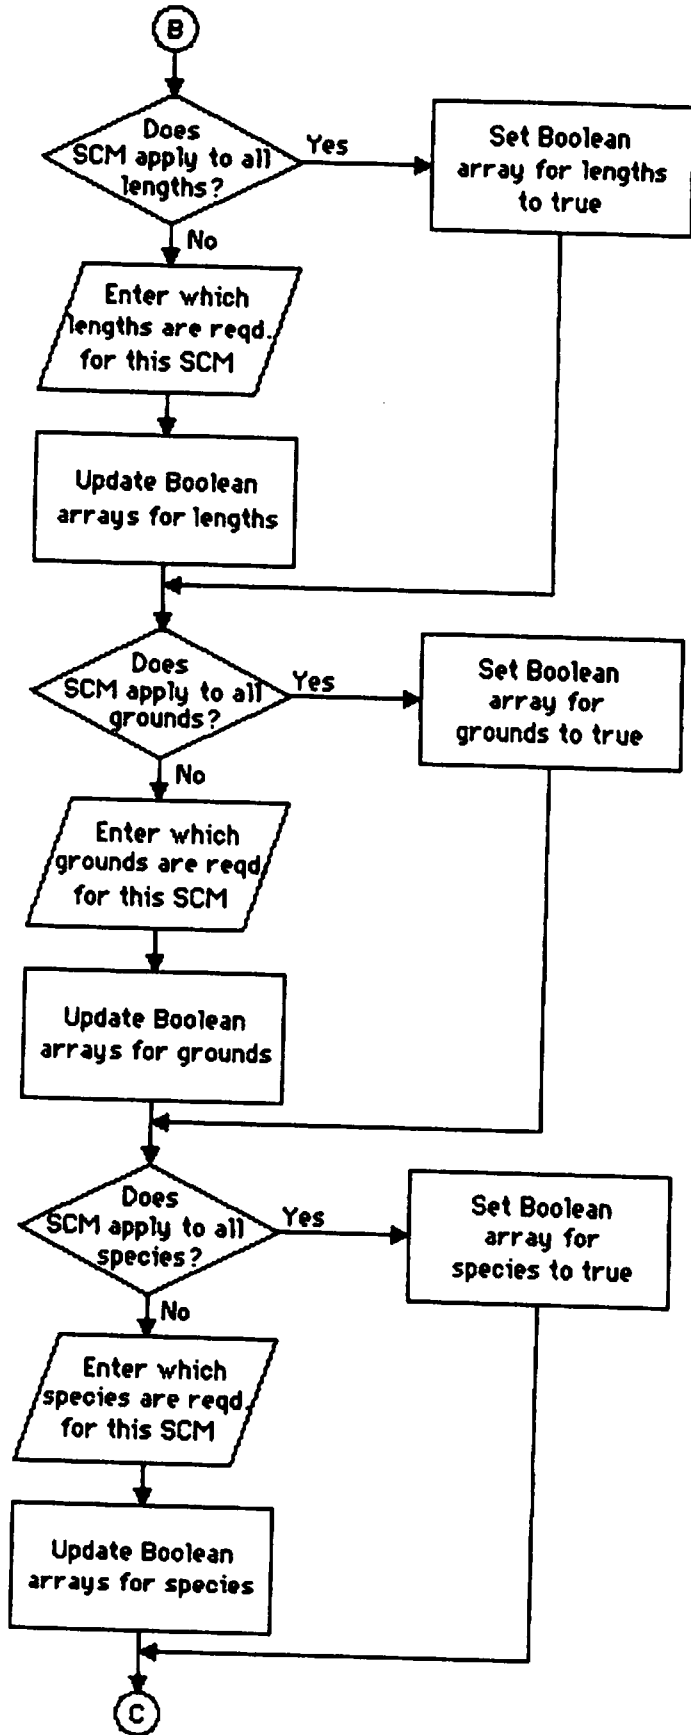 B
Does
SCM apply to all
lengths?
Yes
Set Boolean
array for lengths
to true
No
Enter which
lengths are reqd.
for this SCM
Update Boolean
arrays for lengths
Does
SCM apply to all
grounds?
Yes
Set Boolean
array for
grounds to true
No
Enter which
grounds are reqd
for this SCM
Update Boolean
arrays for grounds
Does
SCM apply to all
species?
Yes
Set Boolean
array for
species to true
No
Enter which
species are reqd.
for this SCM
Update Boolean
arrays for species
C